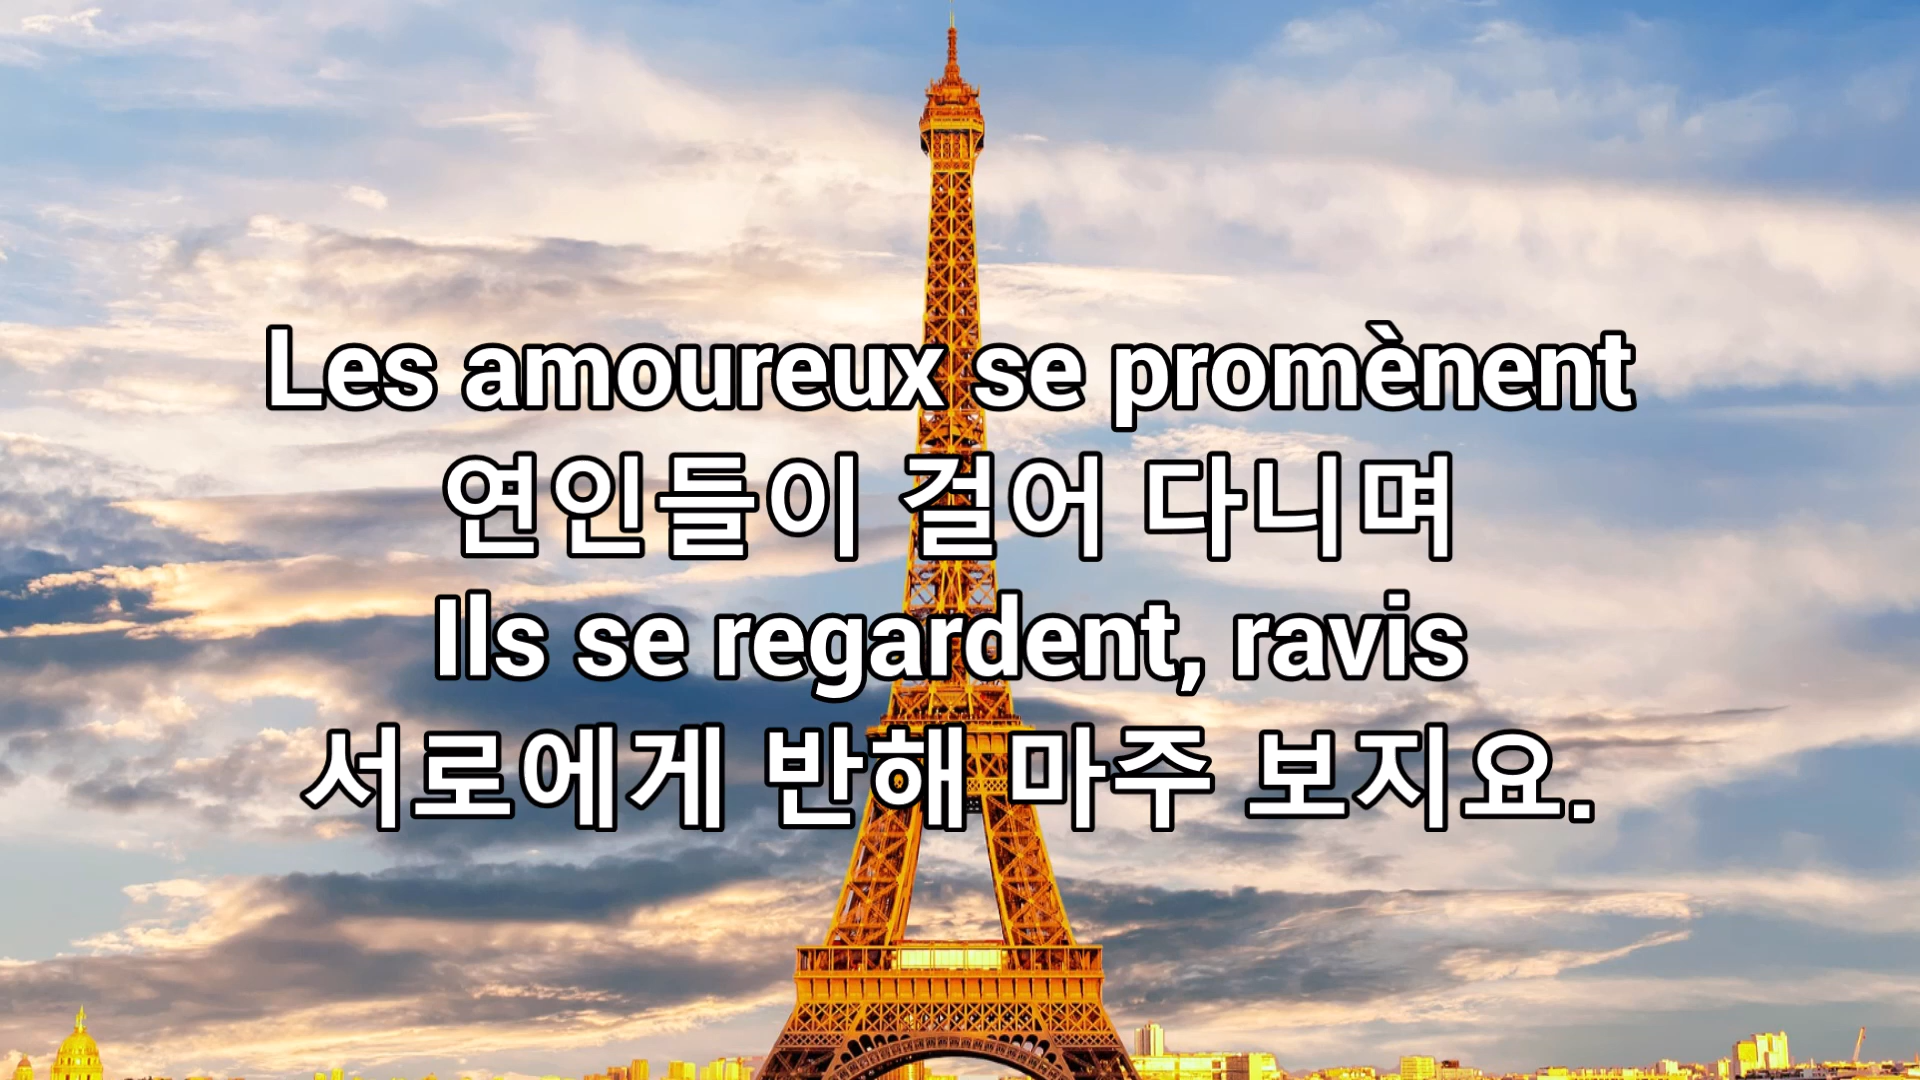 Les amoureux se promènent
연인들이 걸어 다니며
Ils se regardent, ravis
서로에게 반해 마주 보지요.